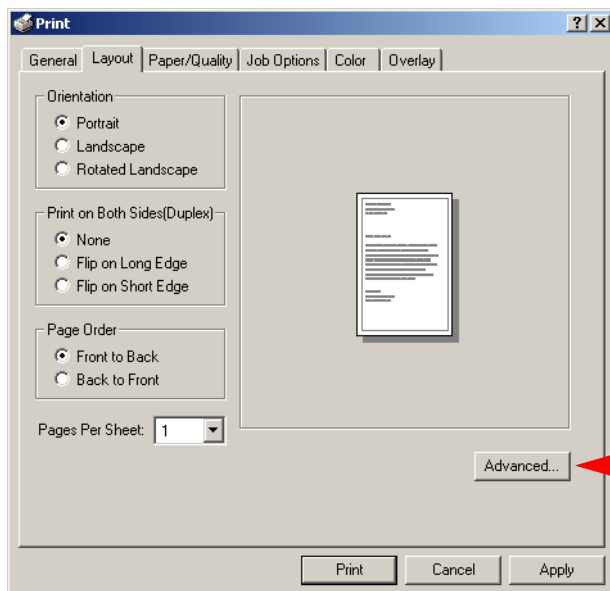 Print
General Layout Paper/Quality Job Options Color Overlay
Orientation
Portrait
Landscape
Rotated Landscape
Print on Both Sides(Duplex)
None
Flip on Long Edge
Flip on Short Edge
Page Order
Front to Back
Back to Front
Pages Per Sheet: 1
Advanced...
Print Cancel Apply